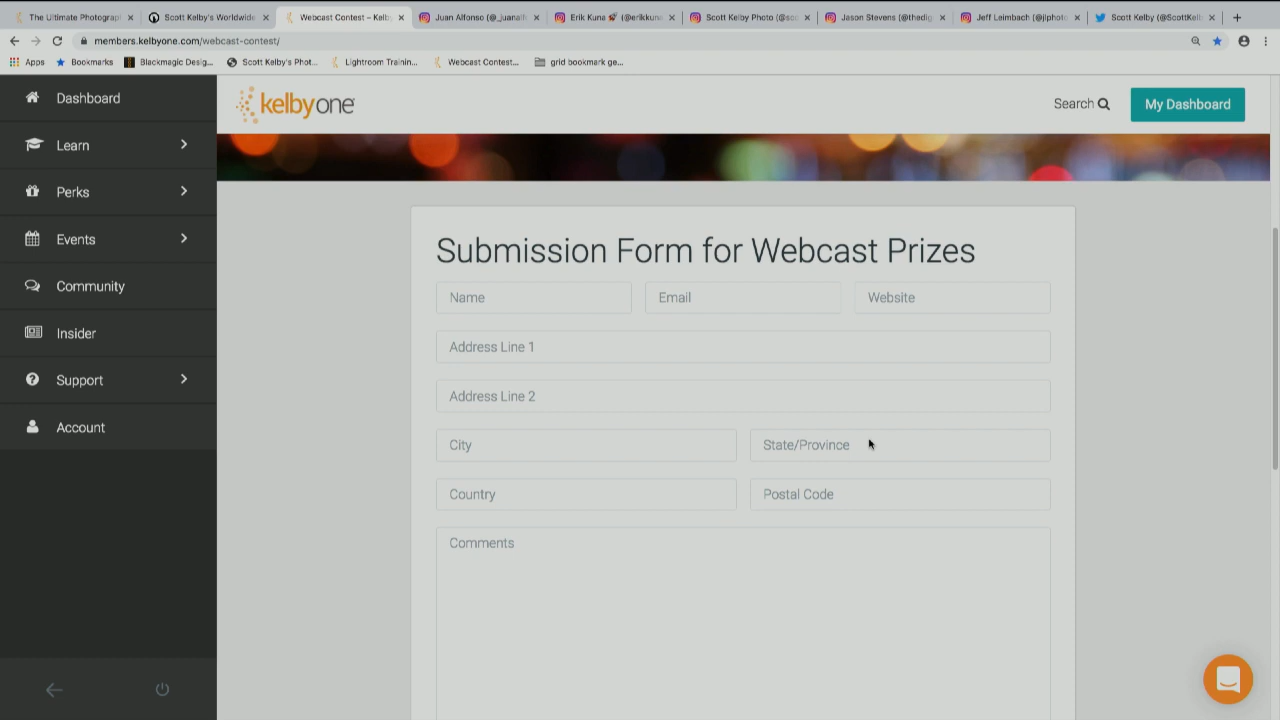 The Ultimate Photograp
Scott Kelby's Worldwide
Webcast Contest – Kelby
Juan Alfonso (@_juanalf
Erik Kuna 🚀 (@erikkun
Scott Kelby Photo (@sc
Jason Stevens (@thedig
Jeff Leimbach (@jlphoto
Scott Kelby (@ScottKelb
members.kelbyone.com/webcast-contest/
Apps
Bookmarks
Blackmagic Desig...
Scott Kelby's Phot...
Lightroom Trainin...
Webcast Contest...
grid bookmark ge...
Dashboard
Learn
Perks
Events
Community
Insider
Support
Account
kelbyone
Search
My Dashboard
Submission Form for Webcast Prizes
Name
Email
Website
Address Line 1
Address Line 2
City
State/Province
Country
Postal Code
Comments